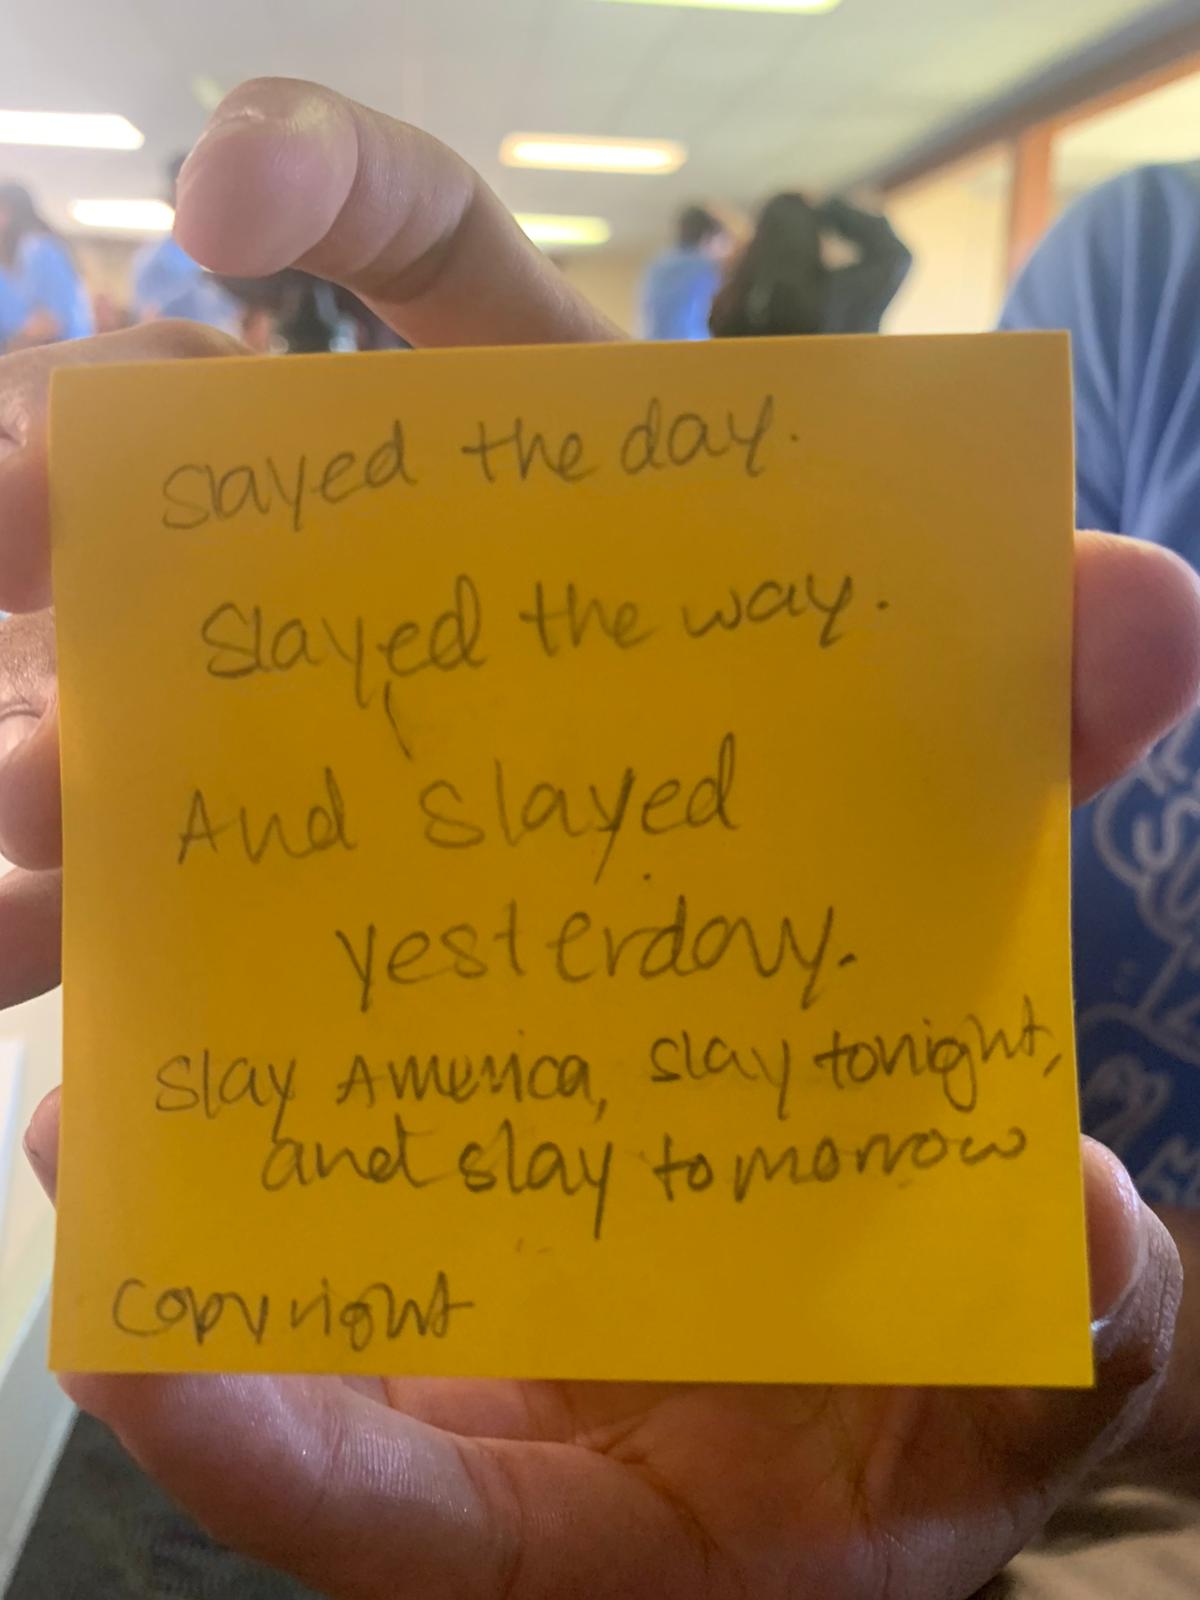 Slayed the day.
Slayed the way.
And slayed
yesterday.
Slay America, slay tonight,
and slay tomorrow
Copyright